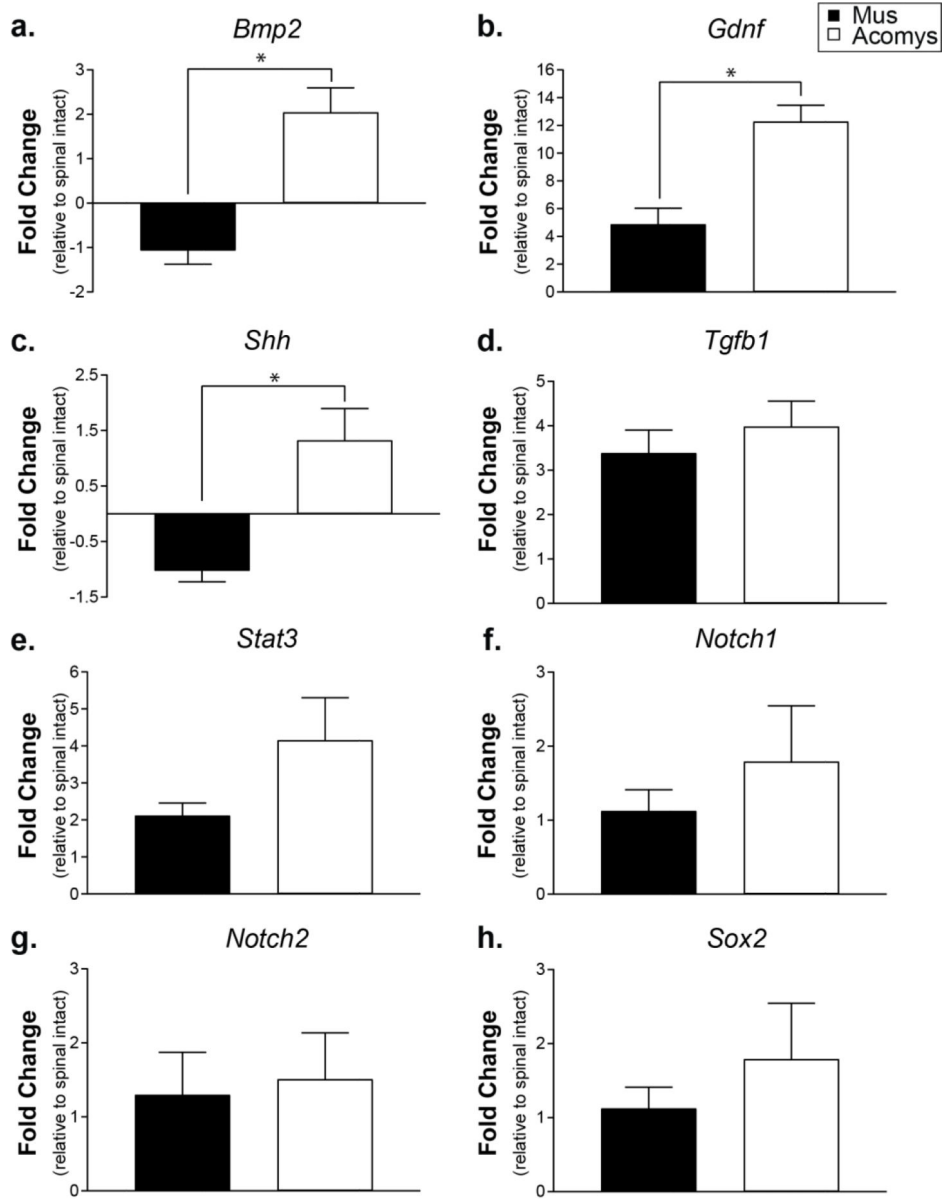 a. Bmp2
Fold Change
(relative to spinal intact)
3
2
1
0
-1
-2
*
b. Gdnf
Mus
Acomys
Fold Change
(relative to spinal intact)
16
14
12
10
8
6
4
2
0
*
c. Shh
Fold Change
(relative to spinal intact)
2.5
1.5
0.5
-0.5
-1.5
*
d. Tgfb1
Fold Change
(relative to spinal intact)
5
4
3
2
1
0
e. Stat3
Fold Change
(relative to spinal intact)
6
5
4
3
2
1
0
f. Notch1
Fold Change
(relative to spinal intact)
3
2
1
0
g. Notch2
Fold Change
(relative to spinal intact)
3
2
1
0
h. Sox2
Fold Change
(relative to spinal intact)
3
2
1
0